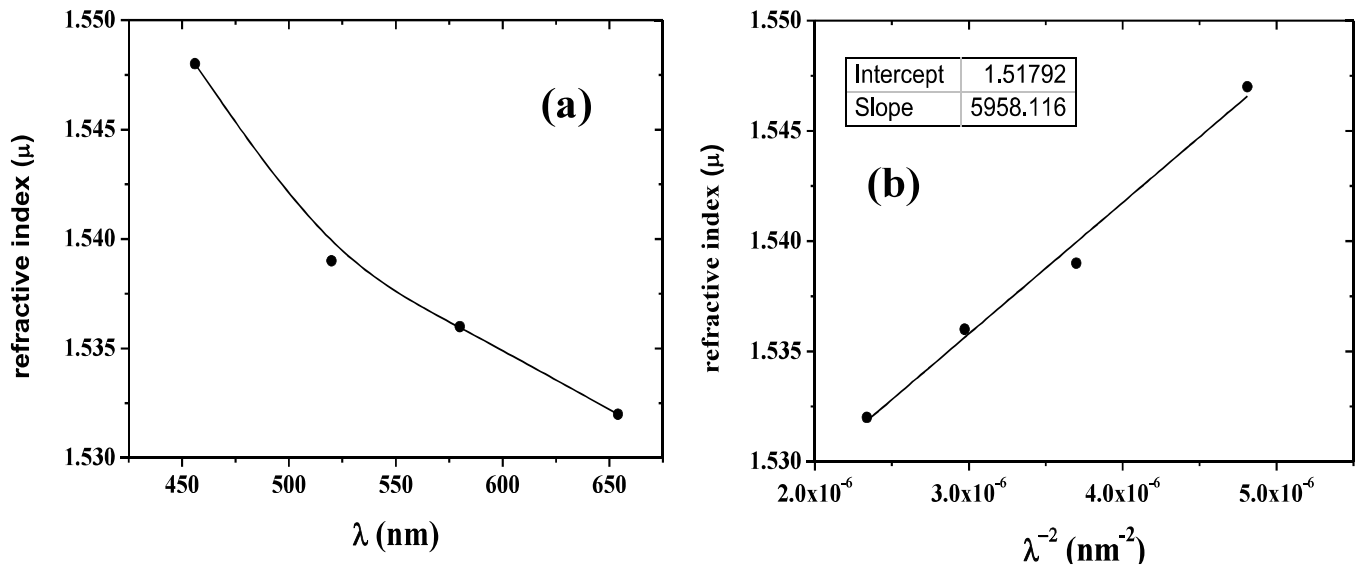 1.550
1.545
1.540
1.535
1.530
refractive index (μ)
(a)
450 500 550 600 650
λ (nm)
1.550
1.545
1.540
1.535
1.530
refractive index (μ)
Intercept 1.51792
Slope 5958.116
(b)
2.0x10⁻⁶ 3.0x10⁻⁶ 4.0x10⁻⁶ 5.0x10⁻⁶
λ⁻² (nm⁻²)